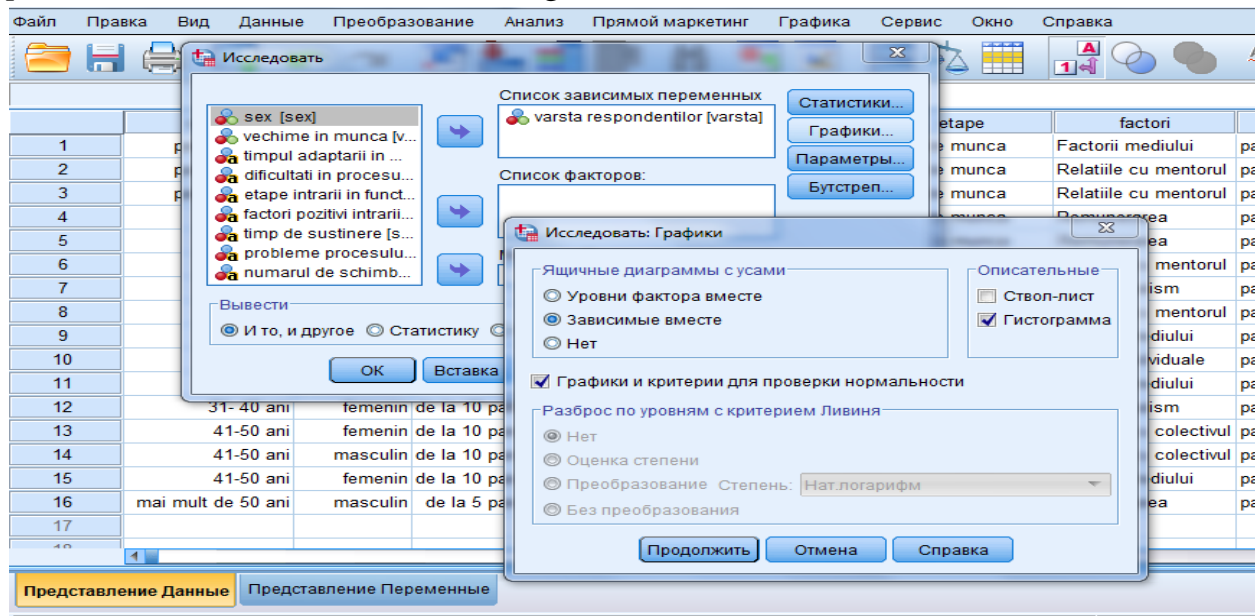 Файл Правка Вид Данные Преобразование Анализ Прямой маркетинг Графика Сервис Окно Справка
Исследовать
sex [sex]
vechime in munca [v...
timpul adaptarii in ...
dificultati in procesu...
etape intrarii in funct...
factori pozitivi intrarii...
timp de sustinere [s...
probleme procesulu...
numarul de schimb...
Список зависимых переменных
varsta respondentilor [varsta]
Список факторов:
Статистики...
Графики...
Параметры...
Бутстреп...
Вывести
И то, и другое Статистику
ОК Вставка
Исследовать: Графики
Ящичные диаграммы с усами
Уровни фактора вместе
Зависимые вместе
Нет
Описательные
Ствол-лист
Гистограмма
Графики и критерии для проверки нормальности
Разброс по уровням с критерием Ливиня
Нет
Оценка степени
Преобразование Степень: Нат.логарифм
Без преобразования
Продолжить Отмена Справка
etape factori
1 munca Factorii mediului
2 munca Relatiile cu mentorul
3 munca Relatiile cu mentorul
4 munca Remunerarea
5 ea
6 mentorul
7 ism
8 mentorul
9 diului
10 viduale
11 diului
12 31- 40 ani femenin de la 10 pa ism
13 41-50 ani femenin de la 10 pa colectivul
14 41-50 ani masculin de la 10 pa colectivul
15 41-50 ani femenin de la 10 pa diului
16 mai mult de 50 ani masculin de la 5 pa ea
17
Представление Данные Представление Переменные